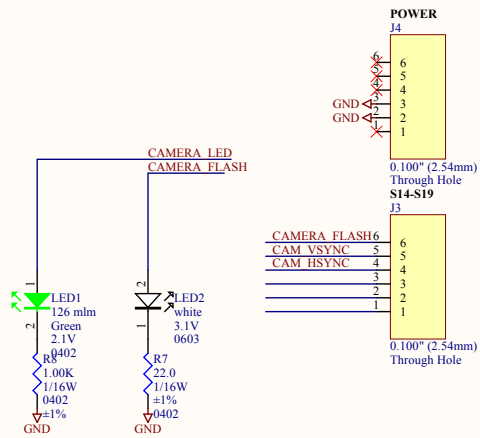 POWER
J4
6
6
5
5
4
4
GND
3
3
GND
2
2
1
1
0.100" (2.54mm)
Through Hole
CAMERA_LED
CAMERA_FLASH
S14-S19
J3
CAMERA_FLASH
6
6
CAM_VSYNC
5
5
CAM_HSYNC
4
4
3
3
2
2
1
1
0.100" (2.54mm)
Through Hole
1
LED1
126 mlm
Green
2.1V
0402
2
R8
1.00K
1/16W
0402
±1%
GND
2
LED2
white
3.1V
0603
1
R7
22.0
1/16W
±1%
0402
GND